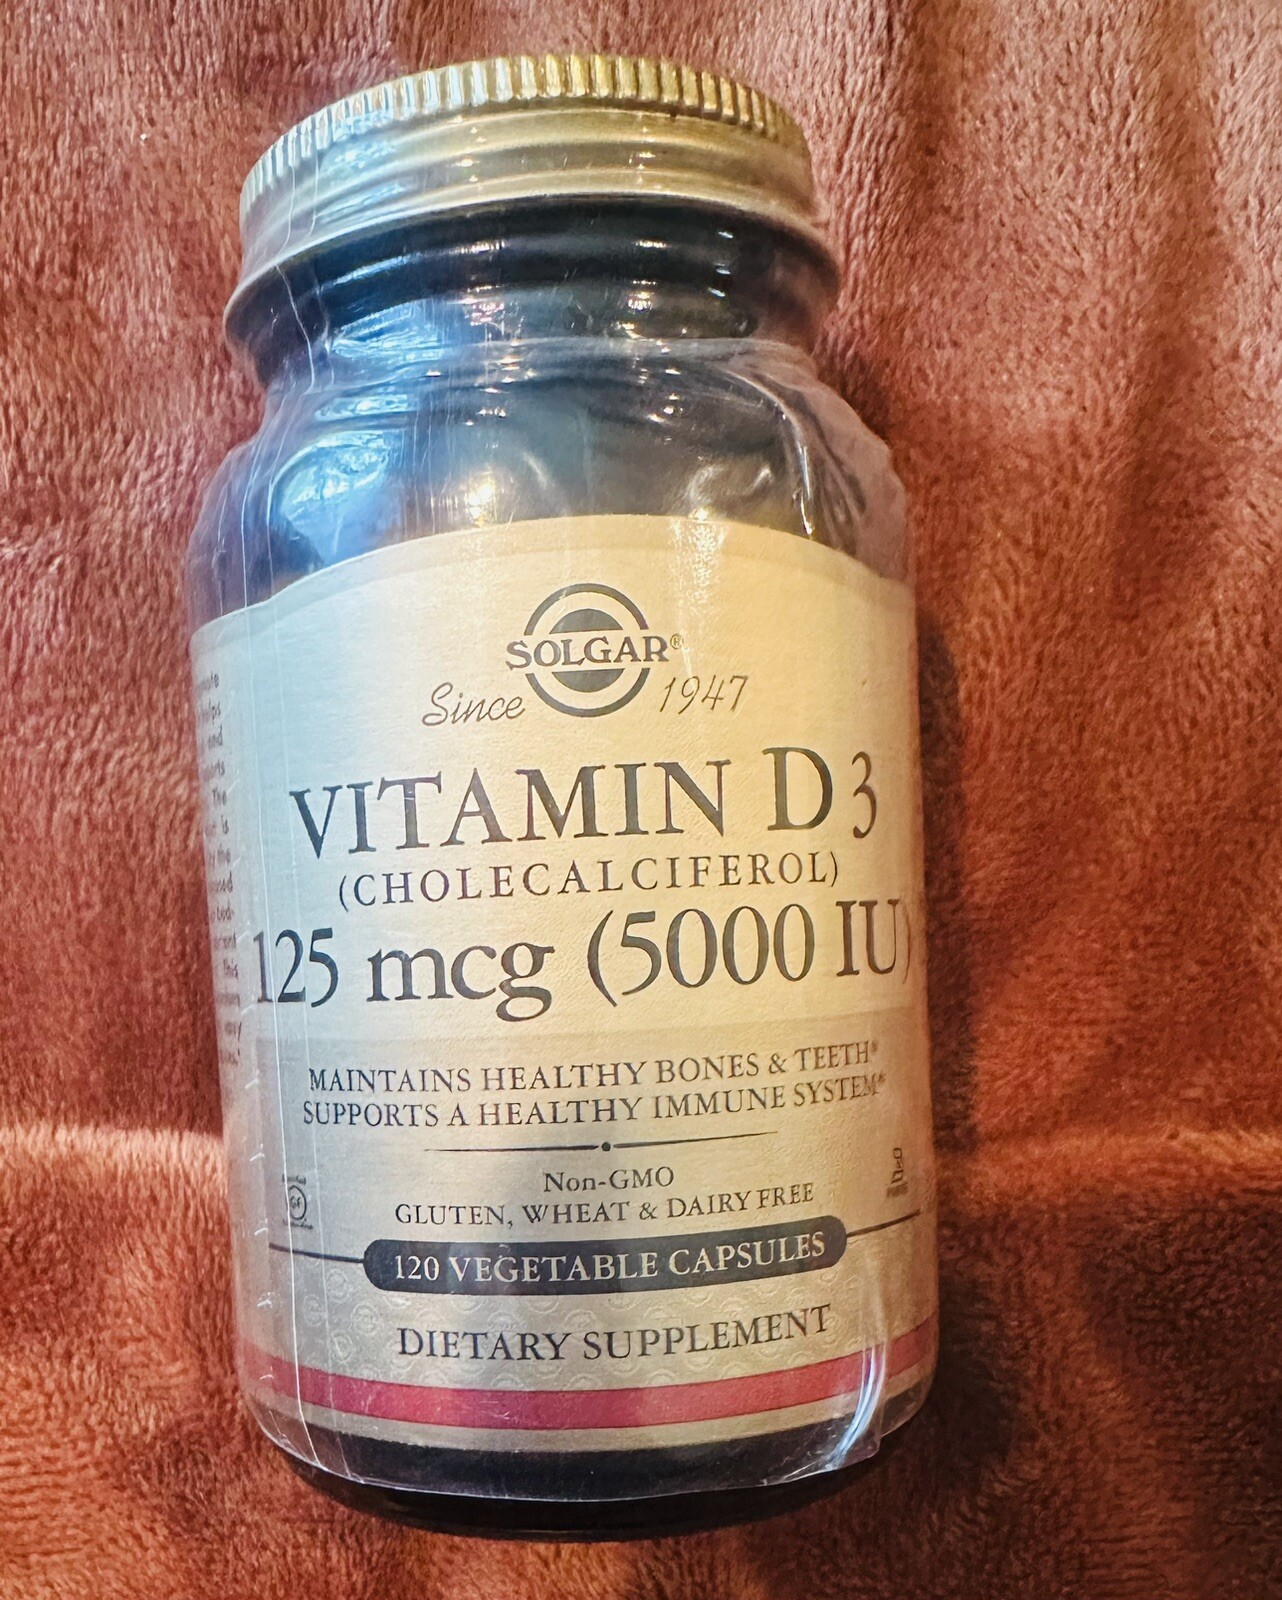 SOLGAR®
Since 1947
VITAMIN D3
(CHOLECALCIFEROL)
125 mcg (5000 IU)
MAINTAINS HEALTHY BONES & TEETH*
SUPPORTS A HEALTHY IMMUNE SYSTEM*
Non-GMO
GLUTEN, WHEAT & DAIRY FREE
120 VEGETABLE CAPSULES
DIETARY SUPPLEMENT